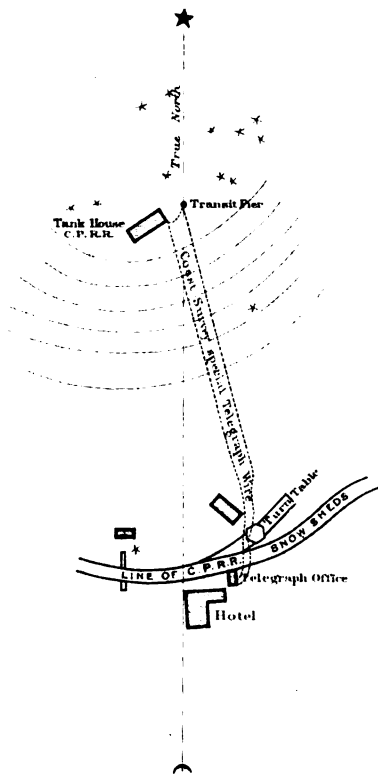 True North
Transit Pier
Tank House
C.P.R.R.
Coast Survey special Telegraph Wire
Turn Table
LINE OF C.P.R.R. SNOW SHEDS
Telegraph Office
Hotel